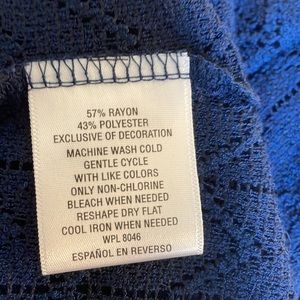 57% RAYON
43% POLYESTER
EXCLUSIVE OF DECORATION
MACHINE WASH COLD
GENTLE CYCLE
WITH LIKE COLORS
ONLY NON-CHLORINE
BLEACH WHEN NEEDED
RESHAPE DRY FLAT
COOL IRON WHEN NEEDED
WPL 8046
ESPAÑOL EN REVERSO